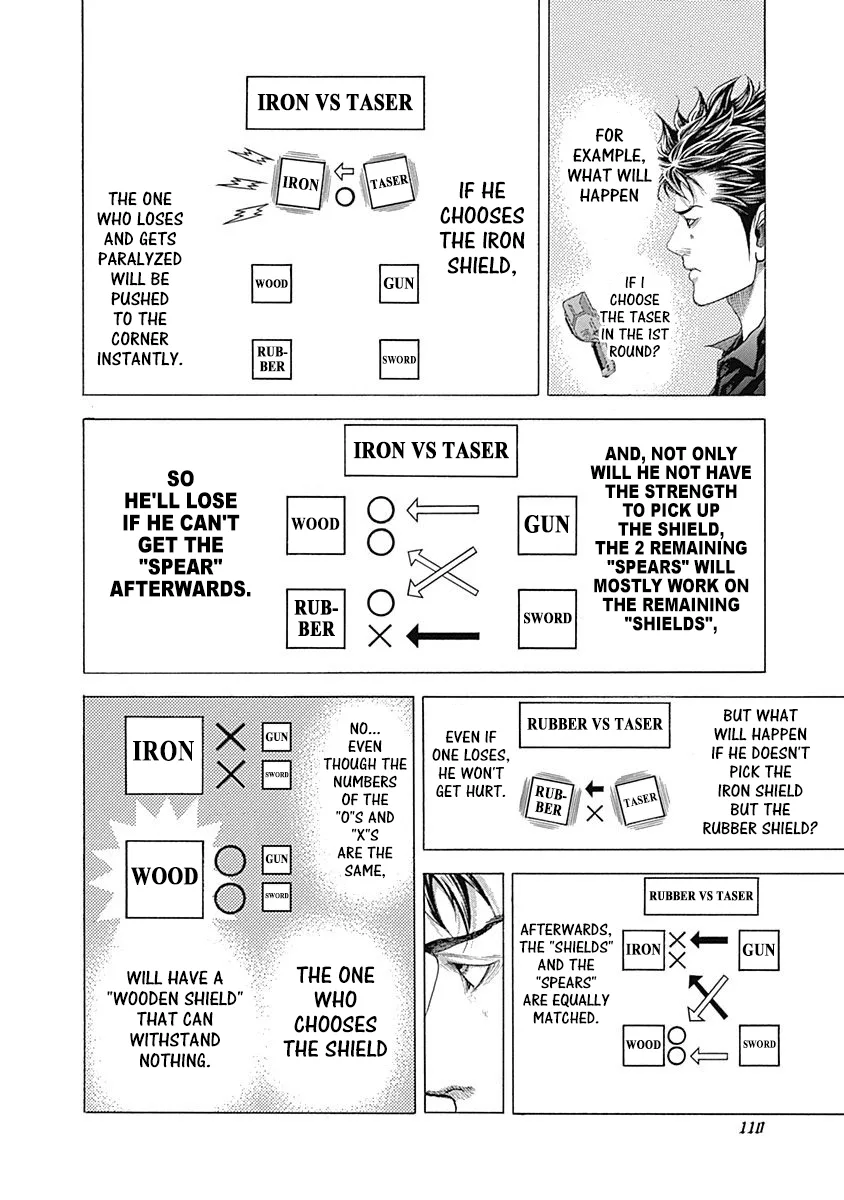 FOR
EXAMPLE,
WHAT WILL
HAPPEN
IF I
CHOOSE
THE TASER
IN THE 1ST
ROUND?
IRON VS TASER
IRON
TASER
WOOD
GUN
RUB-
BER
SWORD
IF HE
CHOOSES
THE IRON
SHIELD,
THE ONE
WHO LOSES
AND GETS
PARALYZED
WILL BE
PUSHED
TO THE
CORNER
INSTANTLY.
AND, NOT ONLY
WILL HE NOT HAVE
THE STRENGTH
TO PICK UP
THE SHIELD,
THE 2 REMAINING
"SPEARS" WILL
MOSTLY WORK ON
THE REMAINING
"SHIELDS",
IRON VS TASER
WOOD
GUN
RUB-
BER
SWORD
SO
HE'LL LOSE
IF HE CAN'T
GET THE
"SPEAR"
AFTERWARDS.
BUT WHAT
WILL HAPPEN
IF HE DOESN'T
PICK THE
IRON SHIELD
BUT THE
RUBBER SHIELD?
RUBBER VS TASER
RUB-
BER
TASER
EVEN IF
ONE LOSES,
HE WON'T
GET HURT.
RUBBER VS TASER
IRON
GUN
WOOD
SWORD
AFTERWARDS,
THE "SHIELDS"
AND THE
"SPEARS"
ARE EQUALLY
MATCHED.
NO...
EVEN
THOUGH THE
NUMBERS
OF THE
"O"S AND
"X"S
ARE THE
SAME,
IRON
GUN
SWORD
WOOD
GUN
SWORD
THE ONE
WHO
CHOOSES
THE SHIELD
WILL HAVE A
"WOODEN SHIELD"
THAT CAN
WITHSTAND
NOTHING.
110